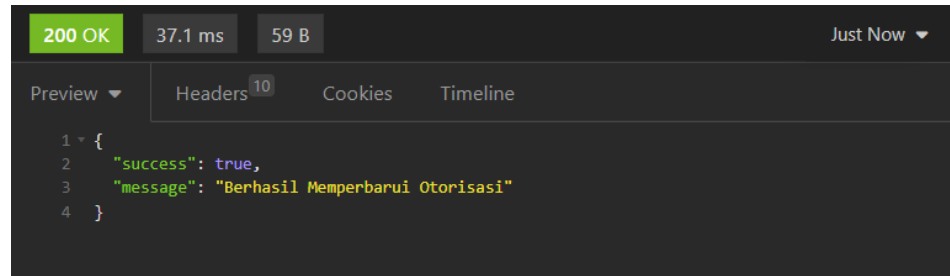 200 OK 37.1 ms 59 B Just Now
Preview Headers 10 Cookies Timeline
1 {
2 "success": true,
3 "message": "Berhasil Memperbarui Otorisasi"
4 }